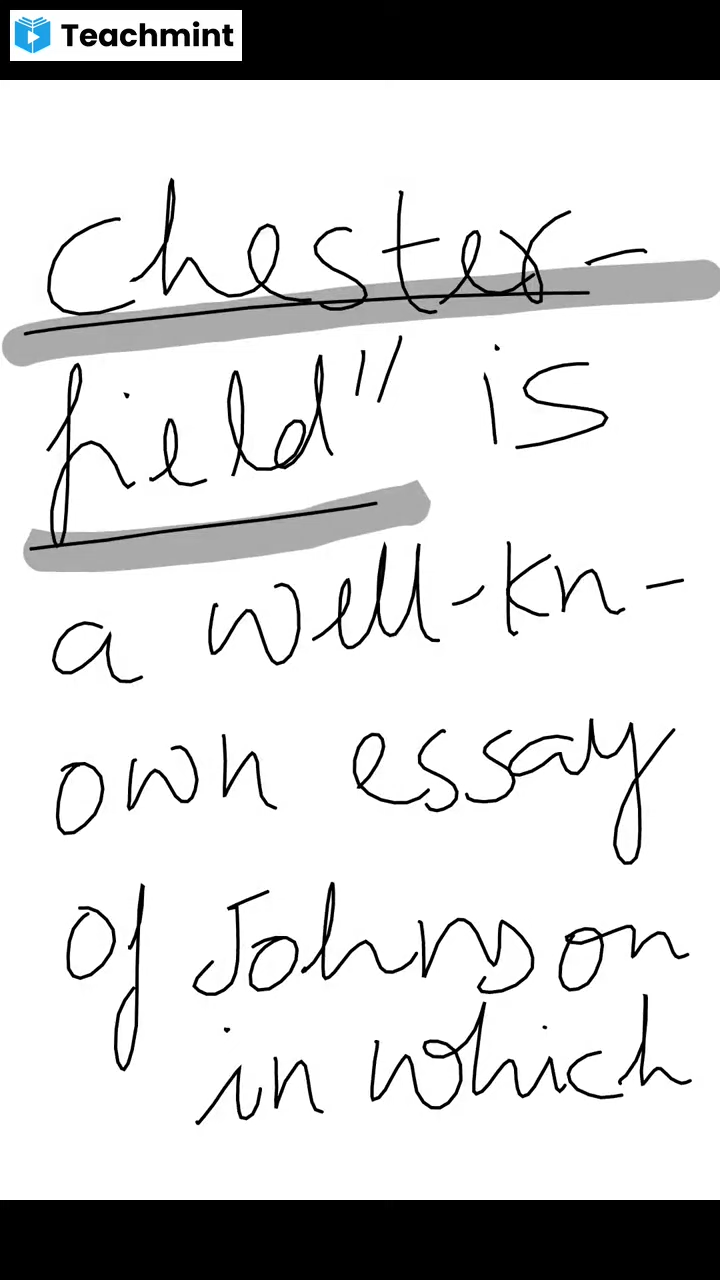 Teachmint
Chester-
field" is
a well-kn-
own essay
of Johnson
in which